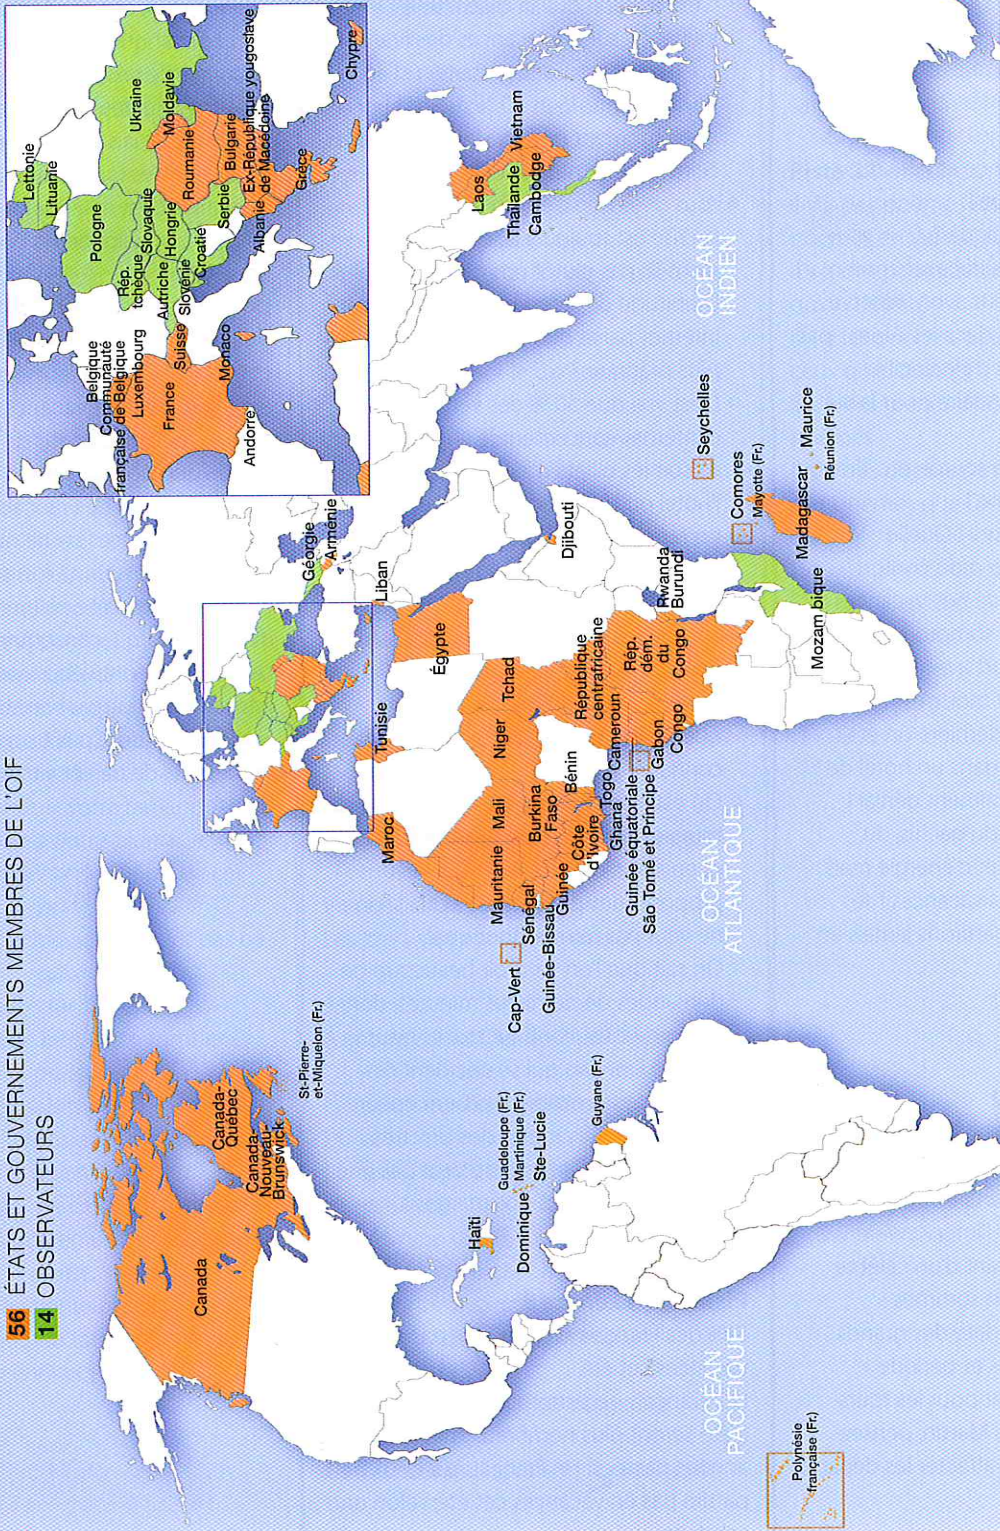 56 ÉTATS ET GOUVERNEMENTS MEMBRES DE L'OIF
14 OBSERVATEURS
Canada
Canada-
Québec
Canada-
Nouveau-
Brunswick
St-Pierre-
et-Miquelon (Fr.)
Haïti
Guadeloupe (Fr.)
Martinique (Fr.)
Dominique
Ste-Lucie
Guyane (Fr.)
OCÉAN
PACIFIQUE
Polynésie
française (Fr.)
OCÉAN
ATLANTIQUE
Maroc
Tunisie
Égypte
Liban
Géorgie
Arménie
Mauritanie
Mali
Niger
Tchad
Cap-Vert
Sénégal
Guinée-Bissau
Guinée
Burkina
Faso
Côte
d'Ivoire
Bénin
Togo
Ghana
Cameroun
République
centrafricaine
Guinée équatoriale
São Tomé et Príncipe
Gabon
Congo
Rép.
dém.
du
Congo
Rwanda
Burundi
Djibouti
Mozambique
Comores
Mayotte (Fr.)
Madagascar
Seychelles
Maurice
Réunion (Fr.)
OCÉAN
INDIEN
Laos
Thaïlande
Cambodge
Vietnam
Belgique
Communauté
française de Belgique
Luxembourg
France
Suisse
Monaco
Andorre
Lettonie
Lituanie
Pologne
Rép.
tchèque
Slovaquie
Autriche
Hongrie
Slovénie
Croatie
Ukraine
Moldavie
Roumanie
Serbie
Bulgarie
Ex-République yougoslave
de Macédoine
Albanie
Grèce
Chypre